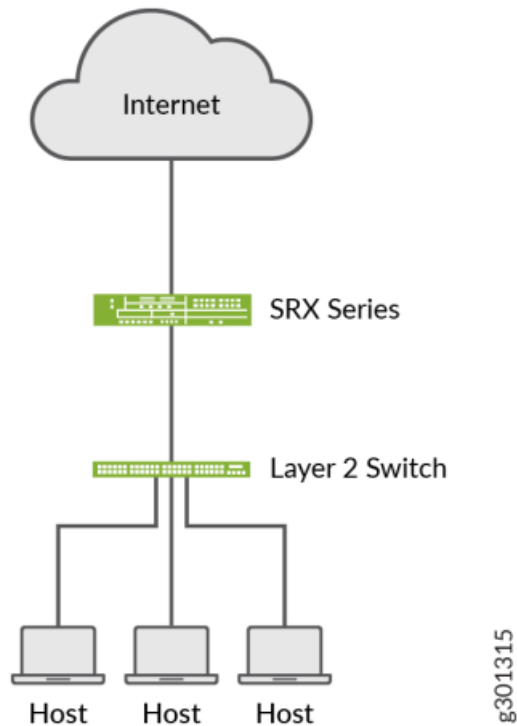 Internet
SRX Series
Layer 2 Switch
Host Host Host
g301315